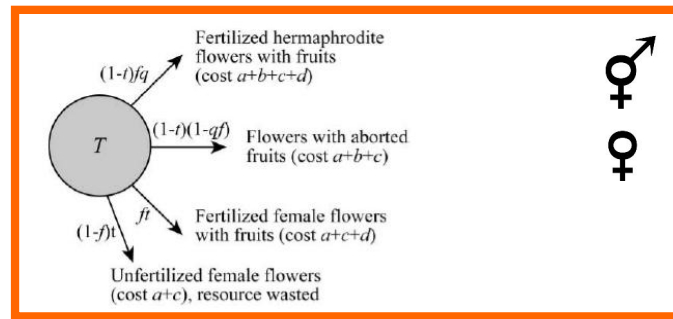 Fertilized hermaphrodite
flowers with fruits
(cost a+b+c+d)
(1-t)fq
T
(1-t)(1-qf)
Flowers with aborted
fruits (cost a+b+c)
ft
Fertilized female flowers
with fruits (cost a+c+d)
(1-f)t
Unfertilized female flowers
(cost a+c), resource wasted